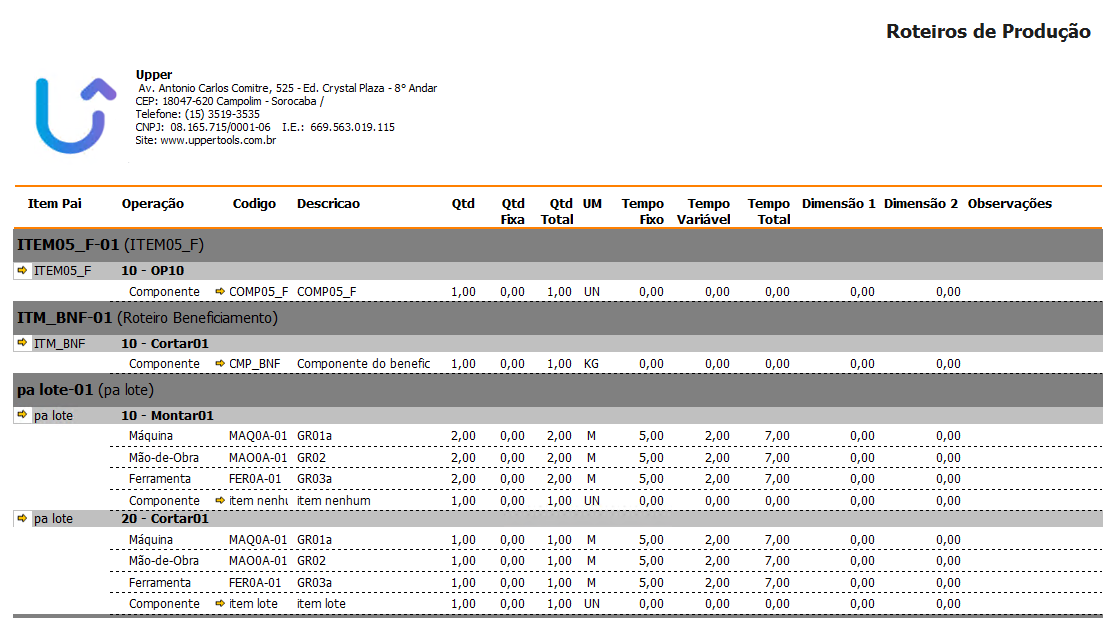 Roteiros de Produção
Upper
Av. Antonio Carlos Comitre, 525 - Ed. Crystal Plaza - 8º Andar
CEP: 18047-620 Campolim - Sorocaba /
Telefone: (15) 3519-3535
CNPJ: 08.165.715/0001-06 I.E.: 669.563.019.115
Site: www.uppertools.com.br
Item Pai Operação Codigo Descricao Qtd Qtd Fixa Qtd Total UM Tempo Fixo Tempo Variável Tempo Total Dimensão 1 Dimensão 2 Observações
ITEM05_F-01 (ITEM05_F)
ITEM05_F 10 - OP10
Componente COMP05_F COMP05_F 1,00 0,00 1,00 UN 0,00 0,00 0,00 0,00 0,00
ITM_BNF-01 (Roteiro Beneficiamento)
ITM_BNF 10 - Cortar01
Componente CMP_BNF Componente do benefic 1,00 0,00 1,00 KG 0,00 0,00 0,00 0,00 0,00
pa lote-01 (pa lote)
pa lote 10 - Montar01
Máquina MAQ0A-01 GR01a 2,00 0,00 2,00 M 5,00 2,00 7,00 0,00 0,00
Mão-de-Obra MAO0A-01 GR02 2,00 0,00 2,00 M 5,00 2,00 7,00 0,00 0,00
Ferramenta FER0A-01 GR03a 2,00 0,00 2,00 M 5,00 2,00 7,00 0,00 0,00
Componente item nenhu item nenhum 1,00 0,00 1,00 UN 0,00 0,00 0,00 0,00 0,00
pa lote 20 - Cortar01
Máquina MAQ0A-01 GR01a 1,00 0,00 1,00 M 5,00 2,00 7,00 0,00 0,00
Mão-de-Obra MAO0A-01 GR02 1,00 0,00 1,00 M 5,00 2,00 7,00 0,00 0,00
Ferramenta FER0A-01 GR03a 1,00 0,00 1,00 M 5,00 2,00 7,00 0,00 0,00
Componente item lote item lote 1,00 0,00 1,00 UN 0,00 0,00 0,00 0,00 0,00